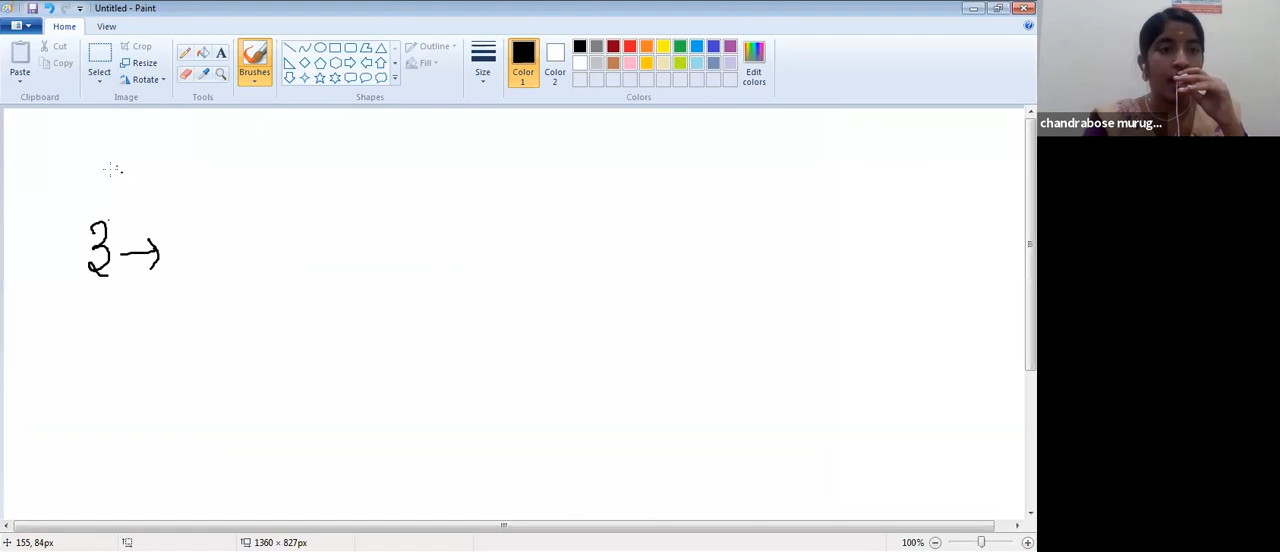 Untitled - Paint
Home View
Paste
Cut
Copy
Clipboard
Select
Crop
Resize
Rotate
Image
Tools
Brushes
Shapes
Outline
Fill
Size
Color 1
Color 2
Edit colors
Colors
chandrabose murug...
3 →
155, 84px
1360 × 827px
100%